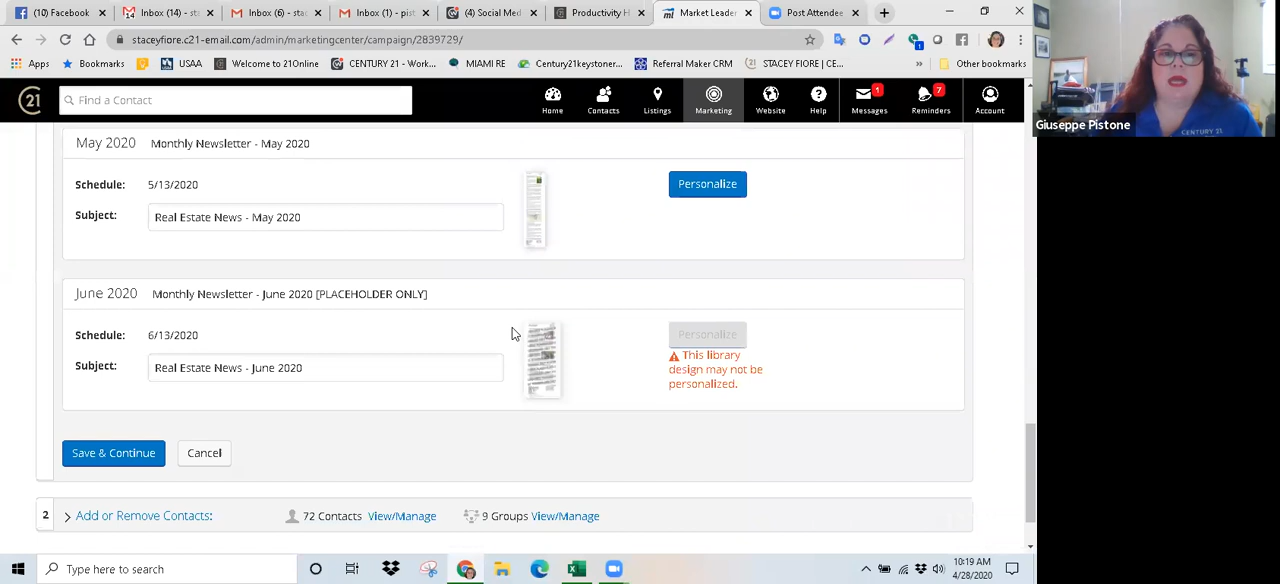 (10) Facebook
Inbox (14) - sta
Inbox (6) - stac
Inbox (1) - pist
(4) Social Med
Productivity H
Market Leader
Post Attendee
staceyfiore.c21-email.com/admin/marketingcenter/campaign/2839729/
Apps
Bookmarks
USAA
Welcome to 21Online
CENTURY 21 - Work...
MIAMI RE
Century21keystoner...
Referral Maker CRM
STACEY FIORE | CE...
»
Other bookmarks
21
Find a Contact
Home
Contacts
Listings
Marketing
Website
Help
Messages
1
Reminders
7
Account
Giuseppe Pistone
CENTURY 21
May 2020 Monthly Newsletter - May 2020
Schedule: 5/13/2020
Personalize
Subject: Real Estate News - May 2020
June 2020 Monthly Newsletter - June 2020 [PLACEHOLDER ONLY]
Schedule: 6/13/2020
Personalize
This library
design may not be
personalized.
Subject: Real Estate News - June 2020
Save & Continue
Cancel
2 Add or Remove Contacts: 72 Contacts View/Manage 9 Groups View/Manage
Type here to search
10:19 AM
4/28/2020